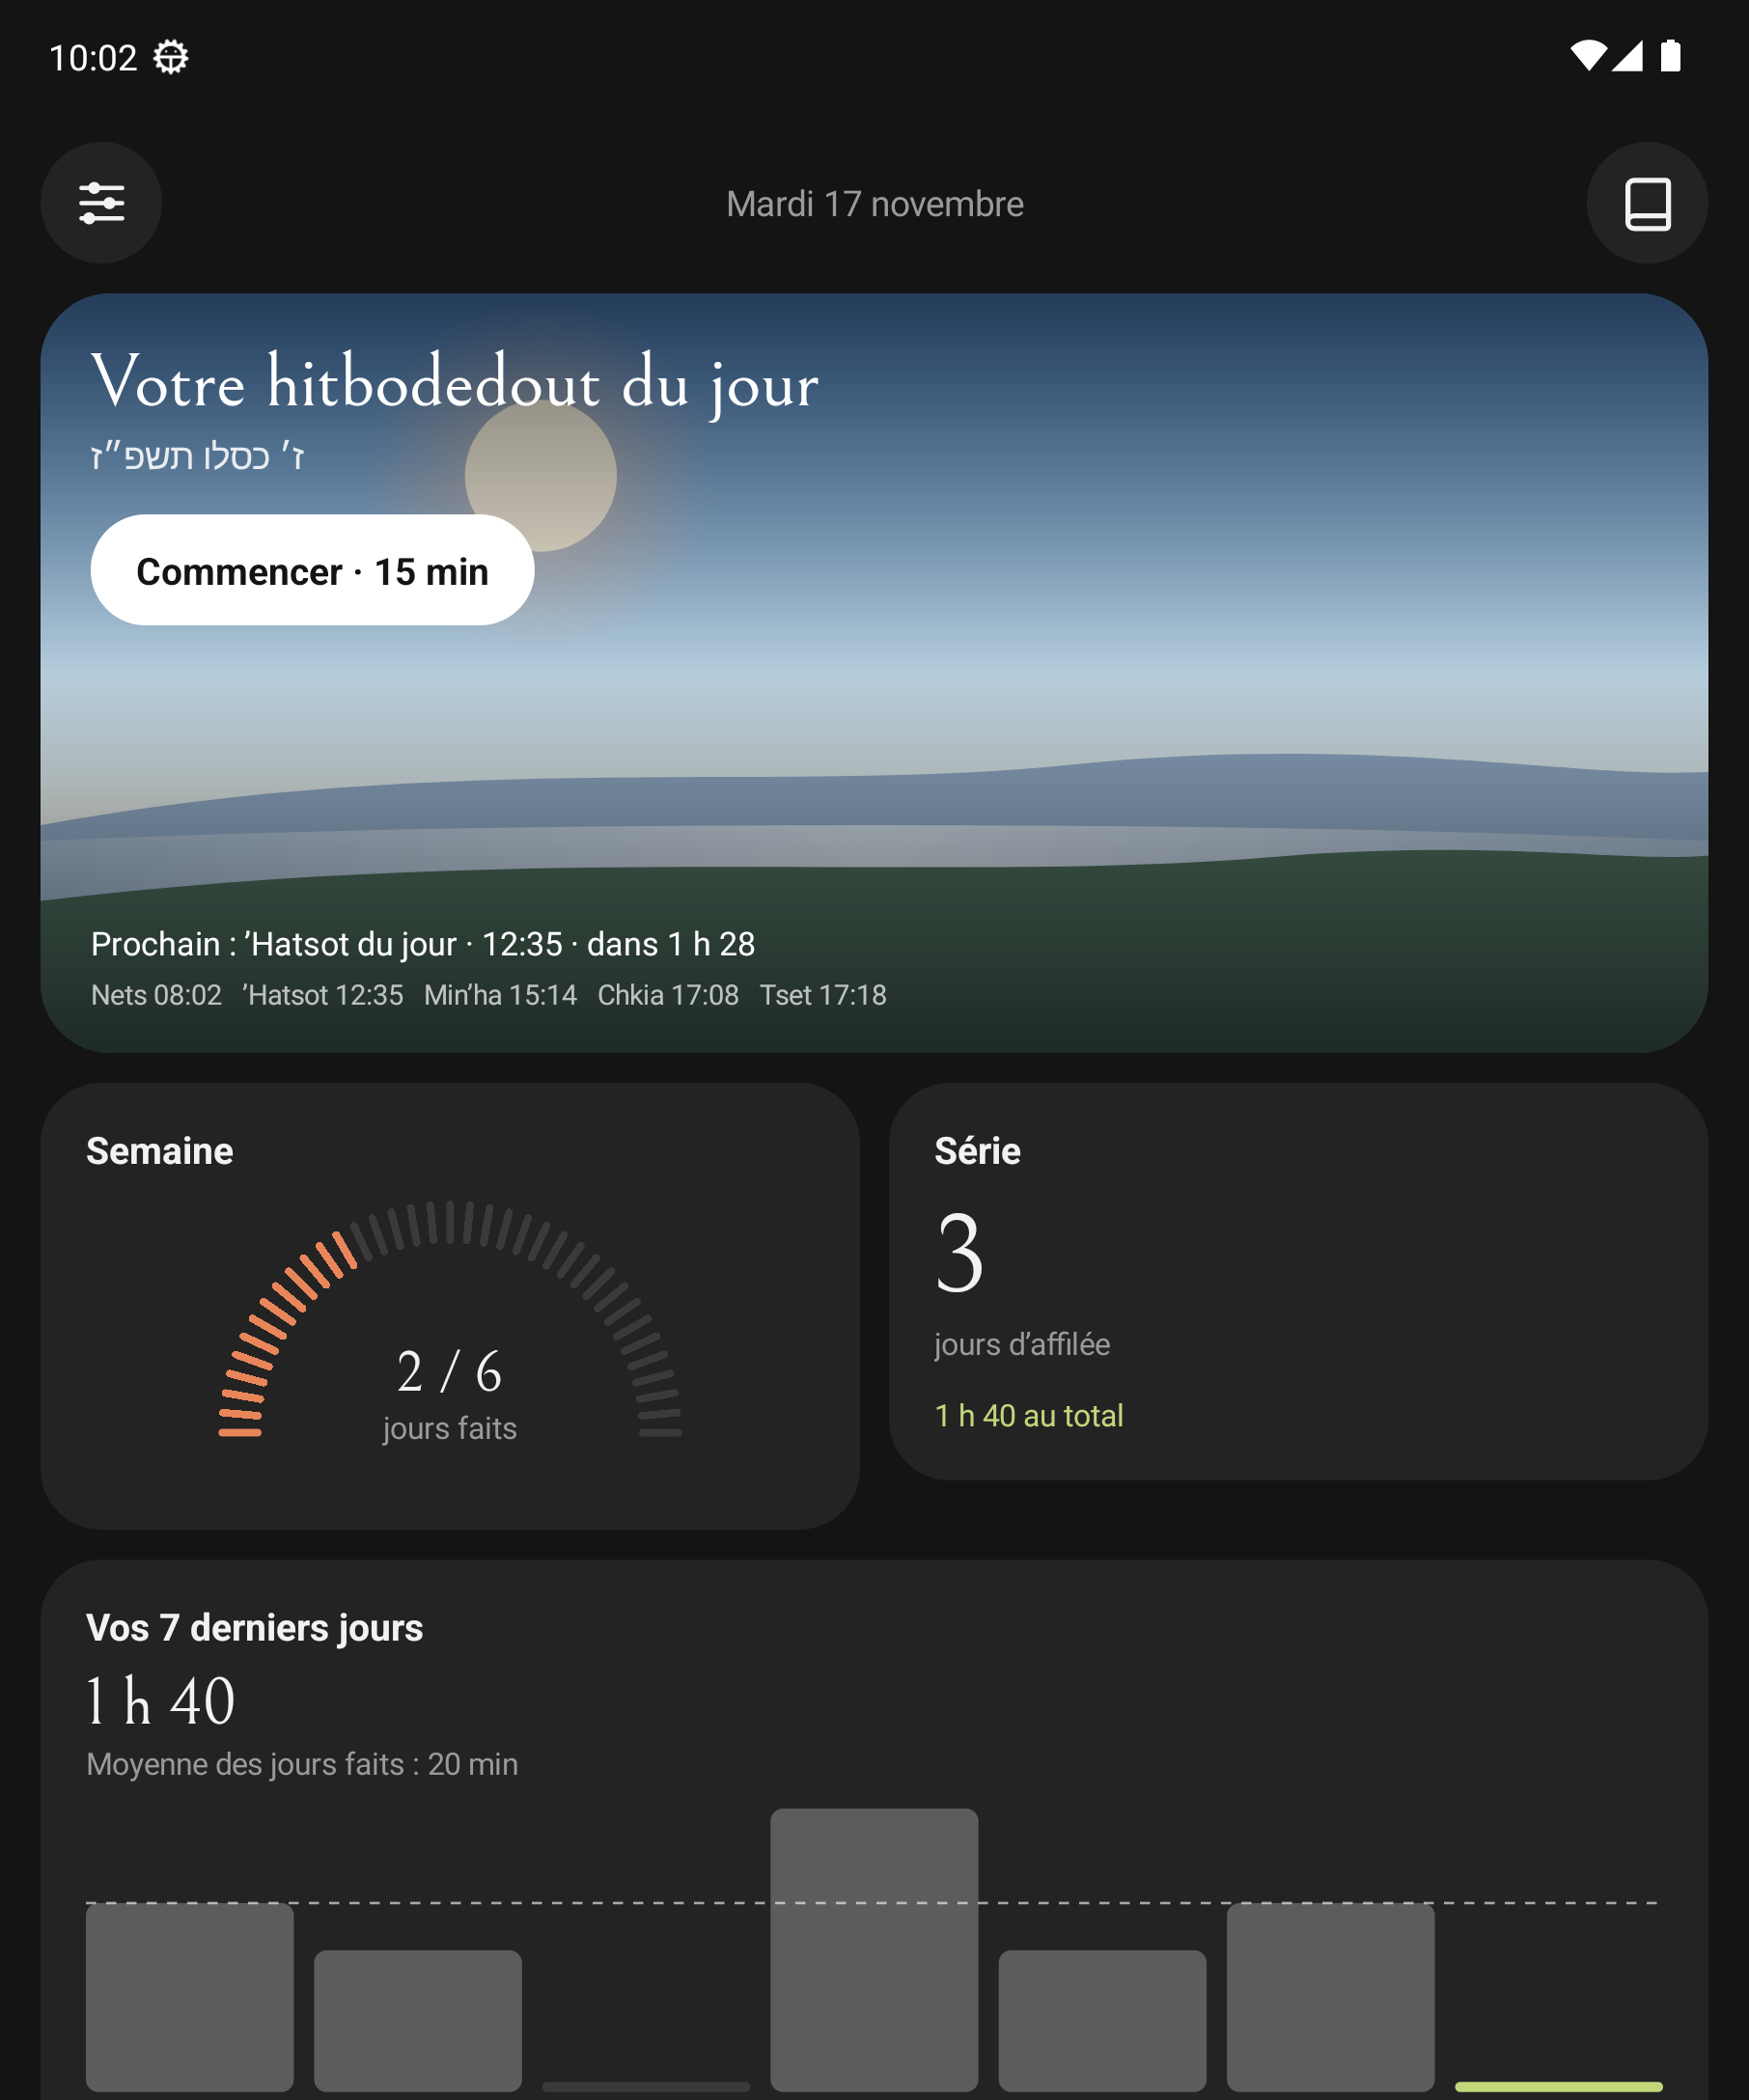 10:02
Mardi 17 novembre
Votre hitbodedout du jour
ז׳ כסלו תשפ״ז
Commencer · 15 min
Prochain : ’Hatsot du jour · 12:35 · dans 1 h 28
Nets 08:02 ’Hatsot 12:35 Min’ha 15:14 Chkia 17:08 Tset 17:18
Semaine
2 / 6
jours faits
Série
3
jours d’affilée
1 h 40 au total
Vos 7 derniers jours
1 h 40
Moyenne des jours faits : 20 min